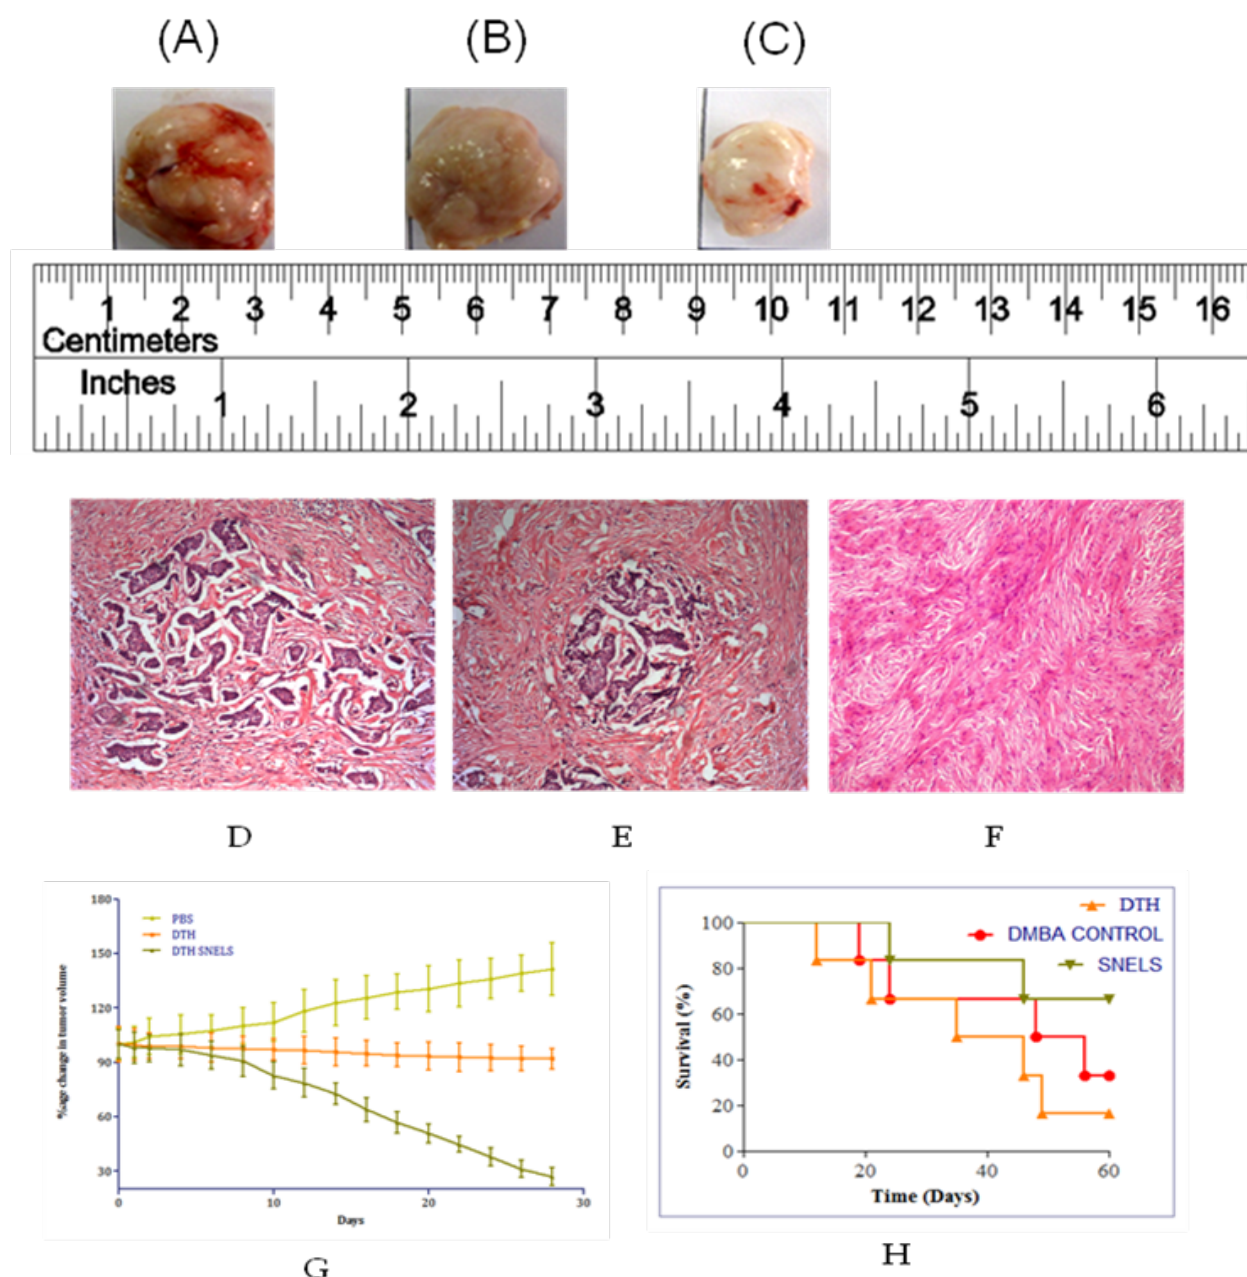 (A) (B) (C)
1 2 3 4 5 6 7 8 9 10 11 12 13 14 15 16
Centimeters
Inches
1 2 3 4 5 6
D E F
180
150
120
90
60
30
0 10 20 30
%age change in tumor volume
Days
PBS
DTH
DTH SNELS
G
100
80
60
40
20
0
0 20 40 60
Survival (%)
Time (Days)
DTH
DMBA CONTROL
SNELS
H